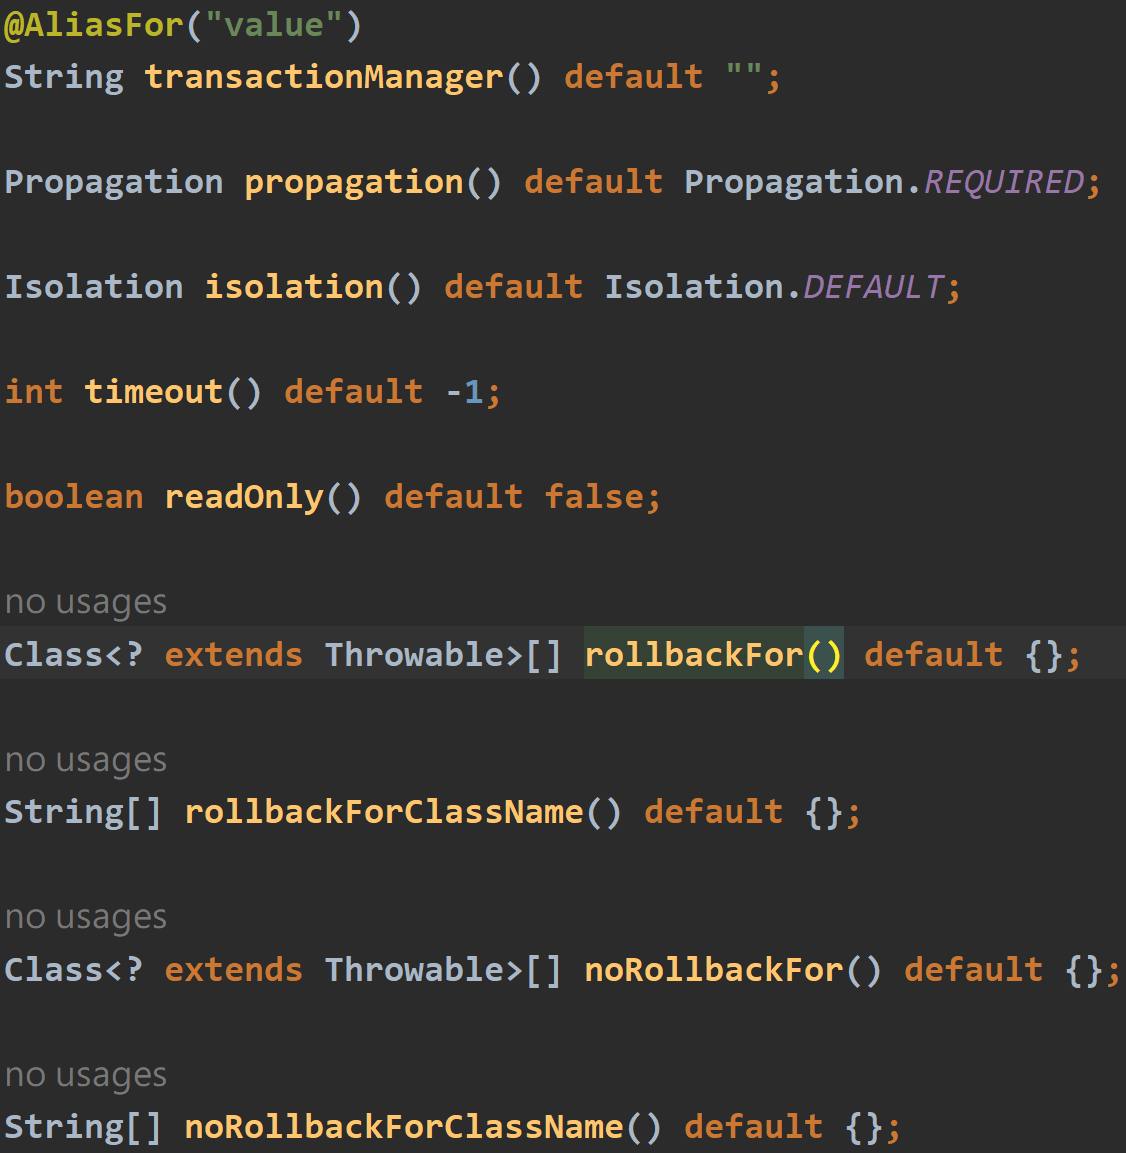 @AliasFor("value")
String transactionManager() default "";
Propagation propagation() default Propagation.REQUIRED;
Isolation isolation() default Isolation.DEFAULT;
int timeout() default -1;
boolean readOnly() default false;
no usages
Class<? extends Throwable>[] rollbackFor() default {};
no usages
String[] rollbackForClassName() default {};
no usages
Class<? extends Throwable>[] noRollbackFor() default {};
no usages
String[] noRollbackForClassName() default {};